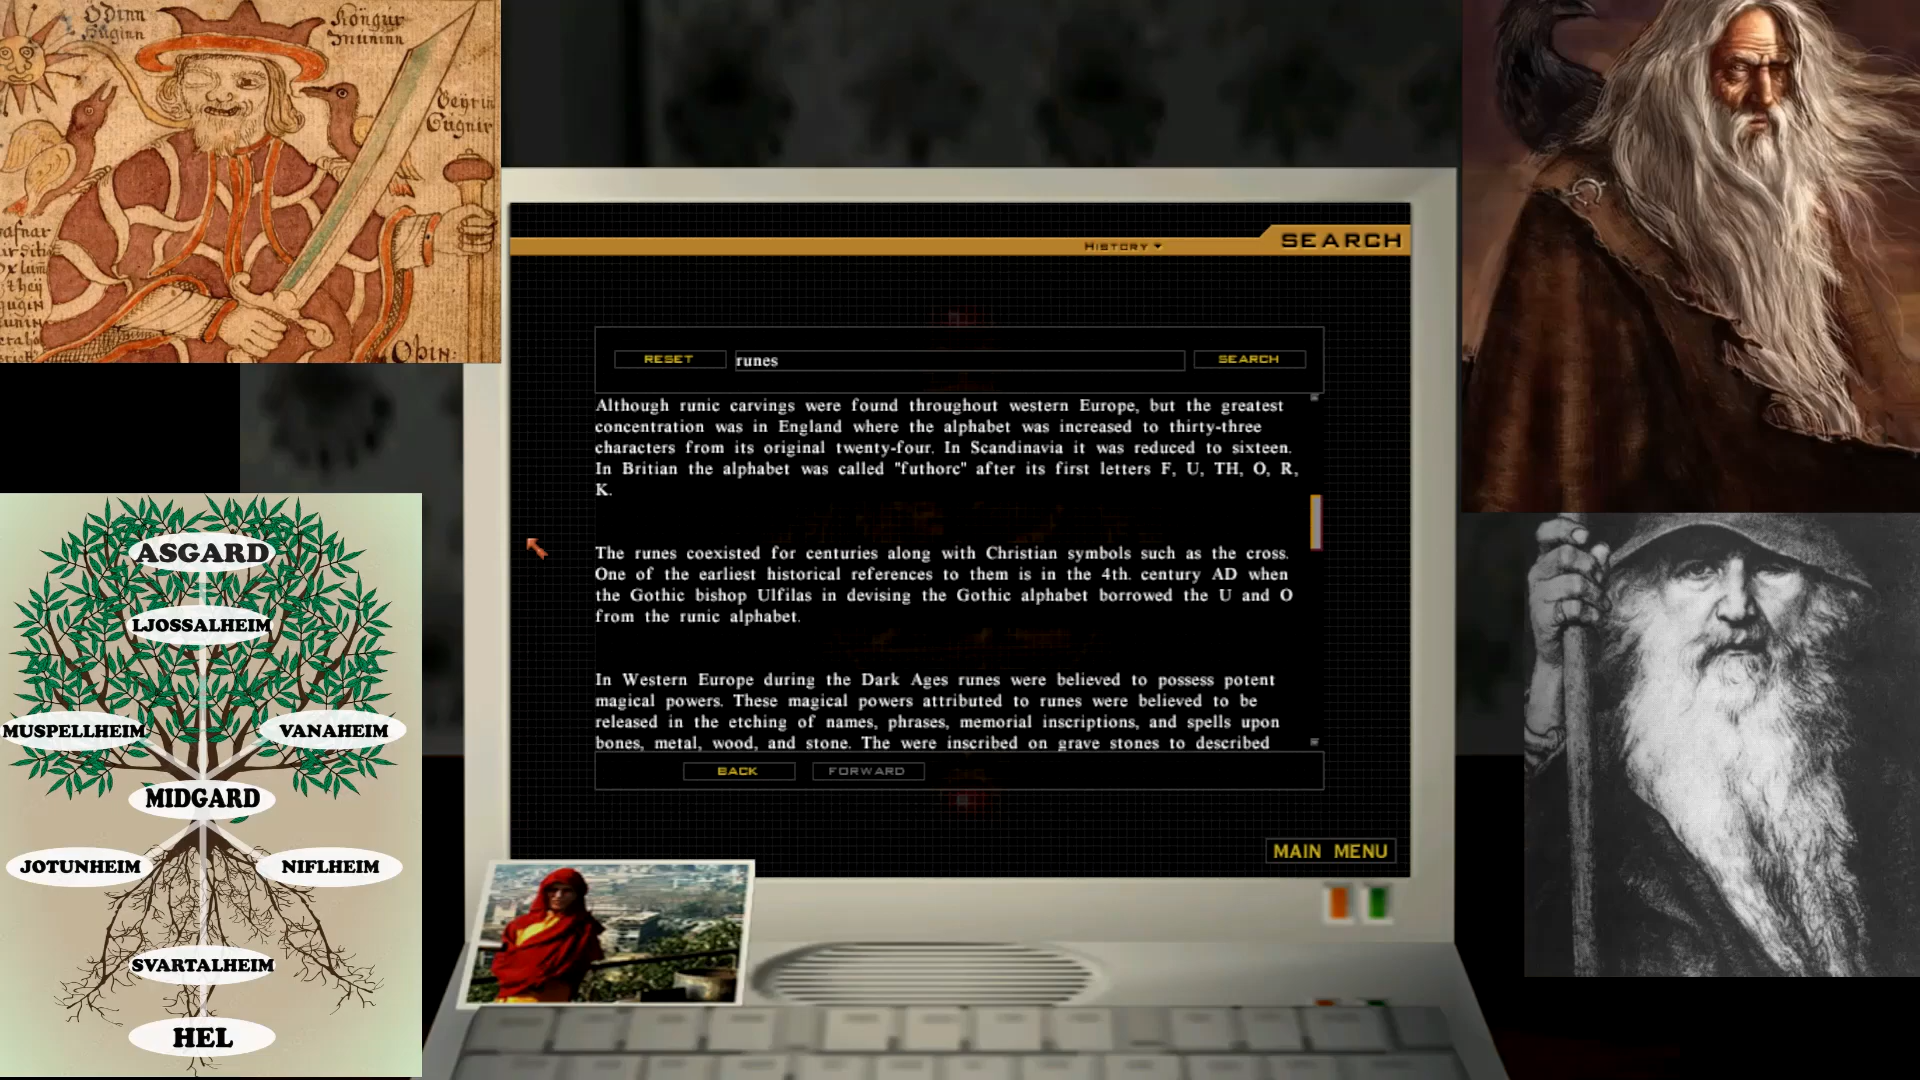 Óðinn
Huginn
Muninn
Oþin:
HISTORY
SEARCH
RESET
runes
SEARCH
Although runic carvings were found throughout western Europe, but the greatest
concentration was in England where the alphabet was increased to thirty-three
characters from its original twenty-four. In Scandinavia it was reduced to sixteen.
In Britian the alphabet was called "futhorc" after its first letters F, U, TH, O, R,
K.
The runes coexisted for centuries along with Christian symbols such as the cross.
One of the earliest historical references to them is in the 4th. century AD when
the Gothic bishop Ulfilas in devising the Gothic alphabet borrowed the U and O
from the runic alphabet.
In Western Europe during the Dark Ages runes were believed to possess potent
magical powers. These magical powers attributed to runes were believed to be
released in the etching of names, phrases, memorial inscriptions, and spells upon
bones, metal, wood, and stone. The were inscribed on grave stones to described
BACK
FORWARD
MAIN MENU
ASGARD
LJOSSALHEIM
MUSPELLHEIM
VANAHEIM
MIDGARD
JOTUNHEIM
NIFLHEIM
SVARTALHEIM
HEL